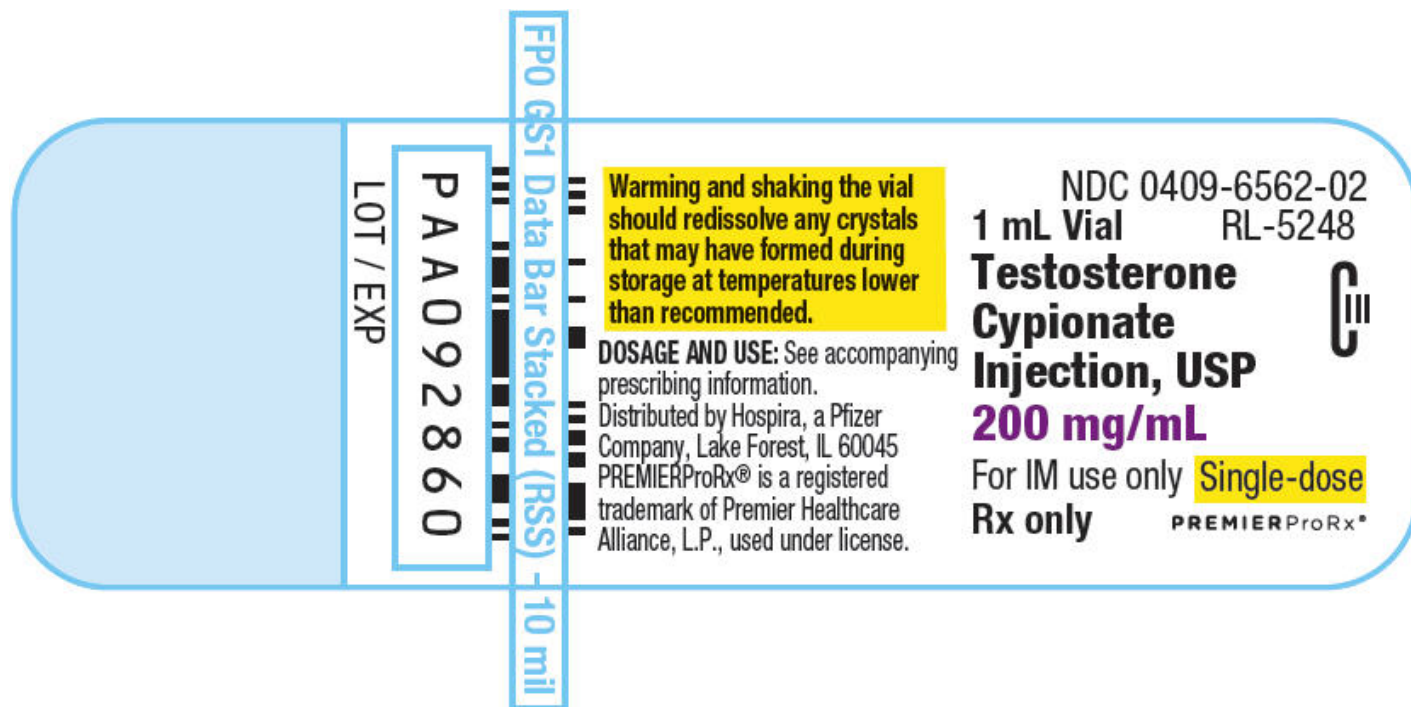 LOT / EXP
PAA092860
FPO GS1 Data Bar Stacked (RSS) - 10 mil
Warming and shaking the vial
should redissolve any crystals
that may have formed during
storage at temperatures lower
than recommended.
DOSAGE AND USE: See accompanying
prescribing information.
Distributed by Hospira, a Pfizer
Company, Lake Forest, IL 60045
PREMIERProRx® is a registered
trademark of Premier Healthcare
Alliance, L.P., used under license.
NDC 0409-6562-02
1 mL Vial RL-5248
Testosterone
Cypionate
Injection, USP
CIII
200 mg/mL
For IM use only Single-dose
Rx only PREMIERProRx®